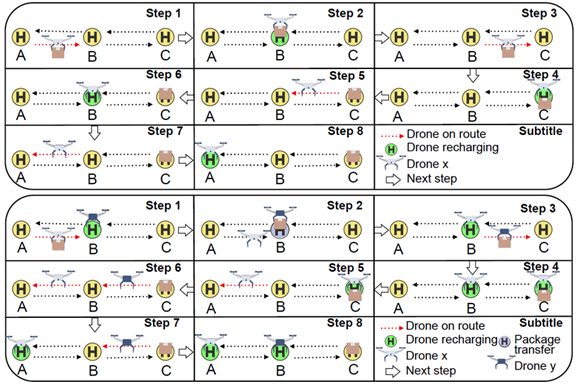 Step 1 Step 2 Step 3
H H H H H H H H H
A B C A B C A B C
Step 6 Step 5 Step 4
H H H H H
A B C A B C A B C
Step 7 Step 8 Subtitle
H H H H
A B C A B C
Drone on route
H Drone recharging
Drone x
Next step
Step 1 Step 2 Step 3
H H H H H H H H H
A B C A B C A B C
Step 6 Step 5 Step 4
H H H H H H
A B C A B C A B C
Step 7 Step 8 Subtitle
H H H H
A B C A B C
Drone on route
H Drone recharging
Drone x
Next step
H Package
transfer
Drone y